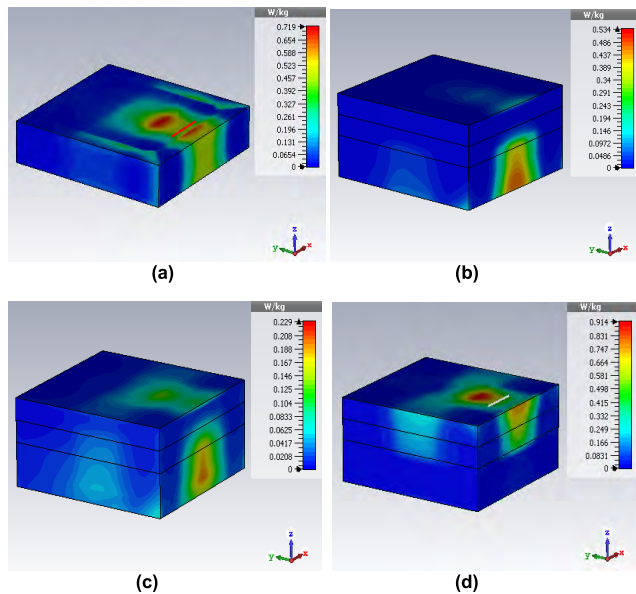 W/kg
0.719
0.654
0.588
0.523
0.457
0.392
0.327
0.261
0.196
0.131
0.0654
0
z
y
x
(a)
W/kg
0.534
0.486
0.437
0.389
0.34
0.291
0.243
0.194
0.146
0.0972
0.0486
0
z
y
x
(b)
W/kg
0.229
0.208
0.188
0.167
0.146
0.125
0.104
0.0833
0.0625
0.0417
0.0208
0
z
y
x
(c)
W/kg
0.914
0.831
0.747
0.664
0.581
0.498
0.415
0.332
0.249
0.166
0.0831
0
z
y
x
(d)